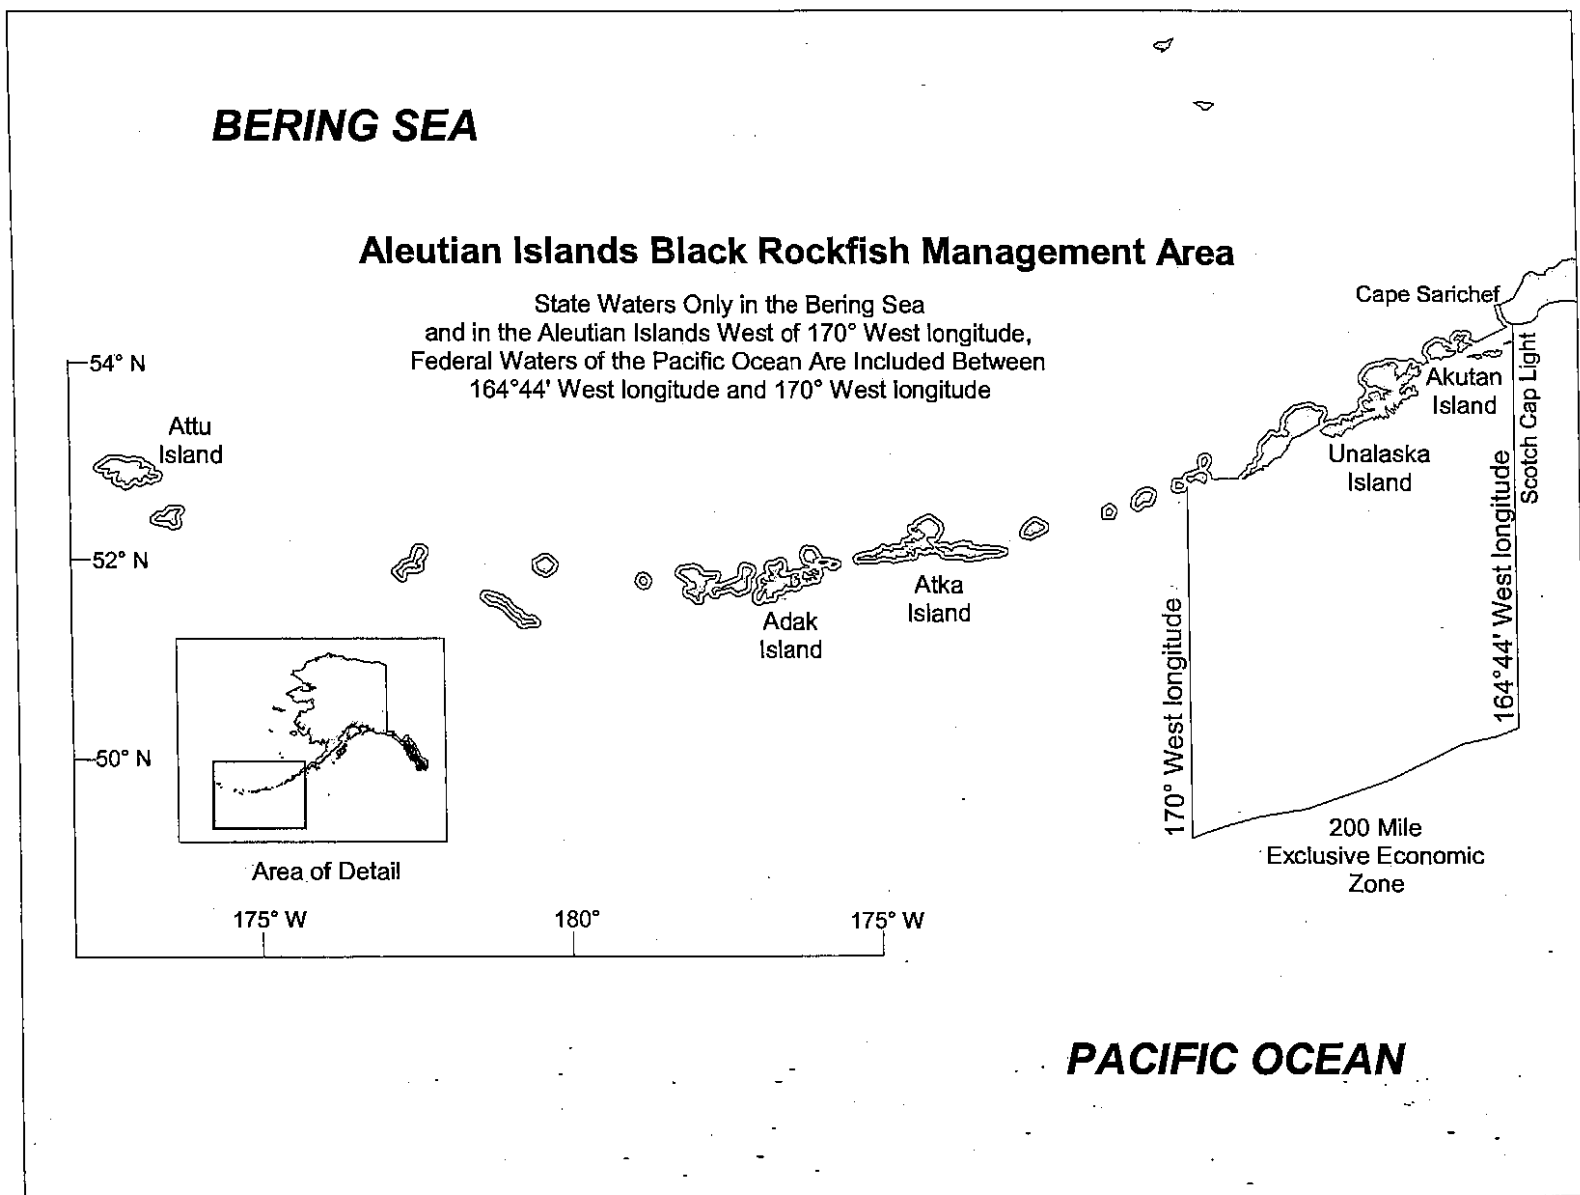 BERING SEA
Aleutian Islands Black Rockfish Management Area
State Waters Only in the Bering Sea
and in the Aleutian Islands West of 170° West longitude,
Federal Waters of the Pacific Ocean Are Included Between
164°44' West longitude and 170° West longitude
Cape Sarichef
54° N
Akutan
Island
Scotch Cap Light
Attu
Island
Unalaska
Island
164°44' West longitude
52° N
Atka
Island
Adak
Island
170° West longitude
50° N
200 Mile
Exclusive Economic
Zone
Area of Detail
175° W
180°
175° W
PACIFIC OCEAN